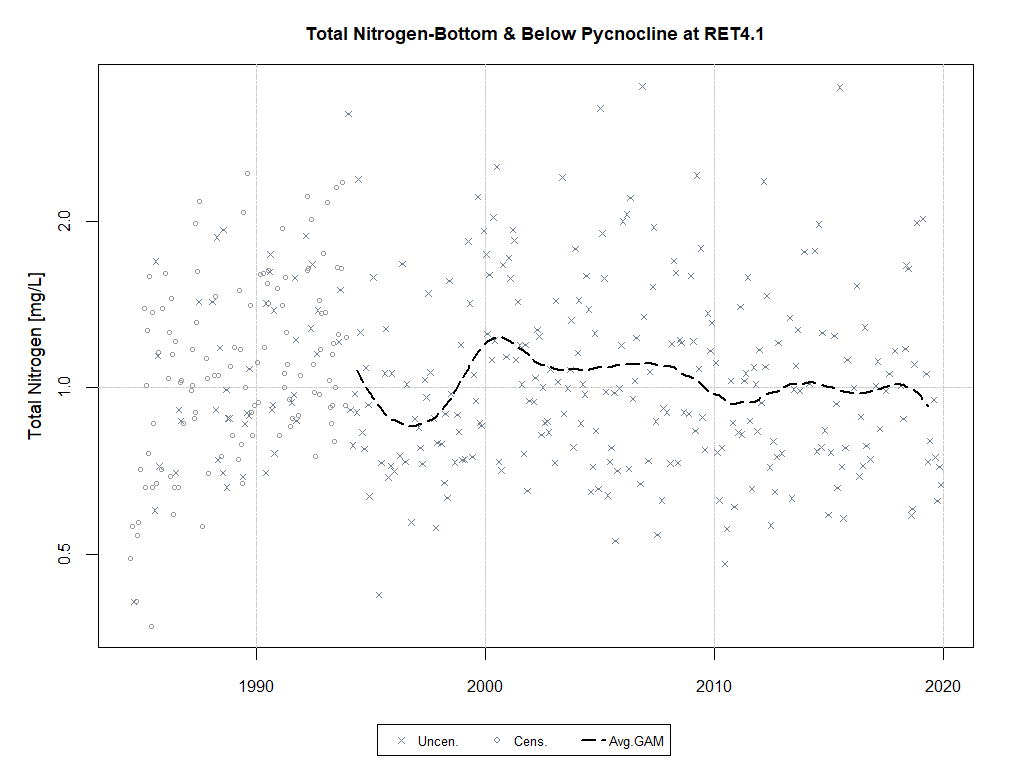 Total Nitrogen-Bottom & Below Pycnocline at RET4.1
Total Nitrogen [mg/L]
2.0
1.0
0.5
1990 2000 2010 2020
Uncen. Cens. Avg.GAM